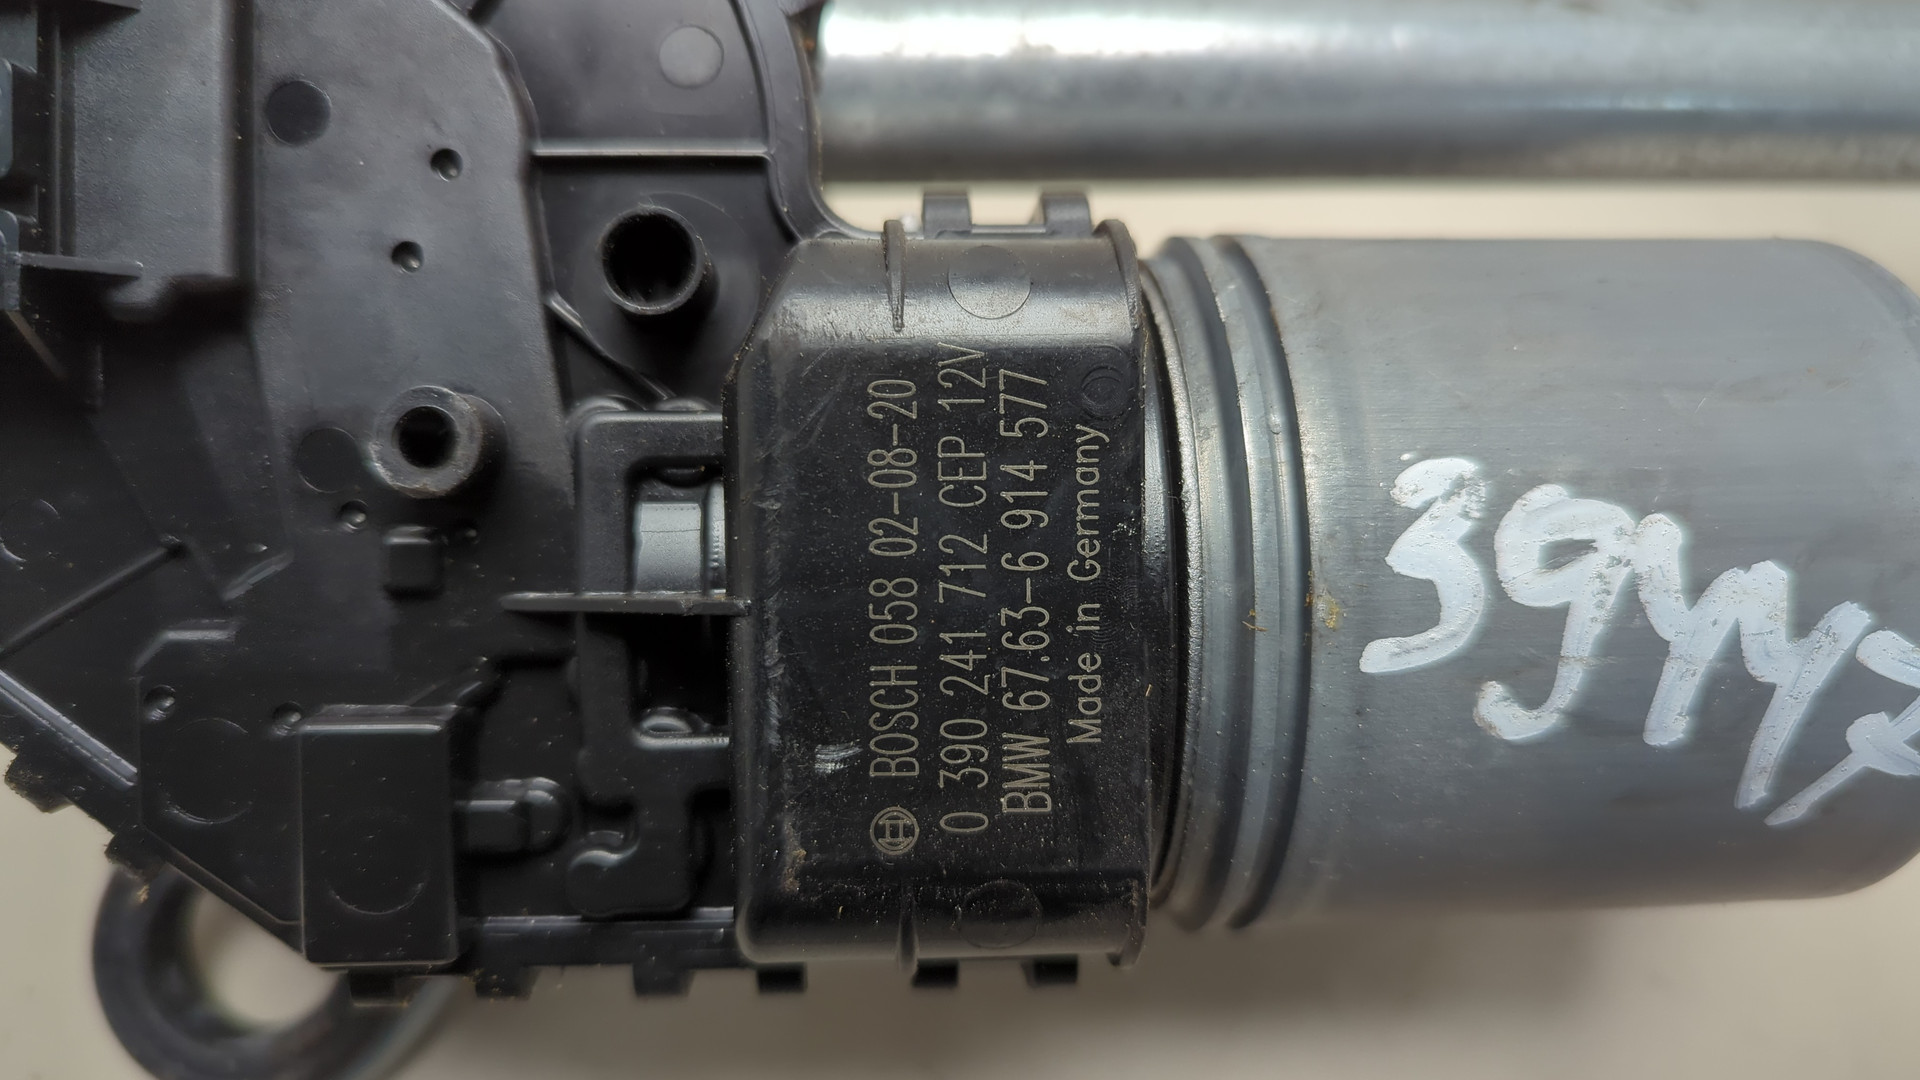 BOSCH 058 02-08-20
0 390 241 712 CEP 12V
BMW 67.63-6 914 577
Made in Germany